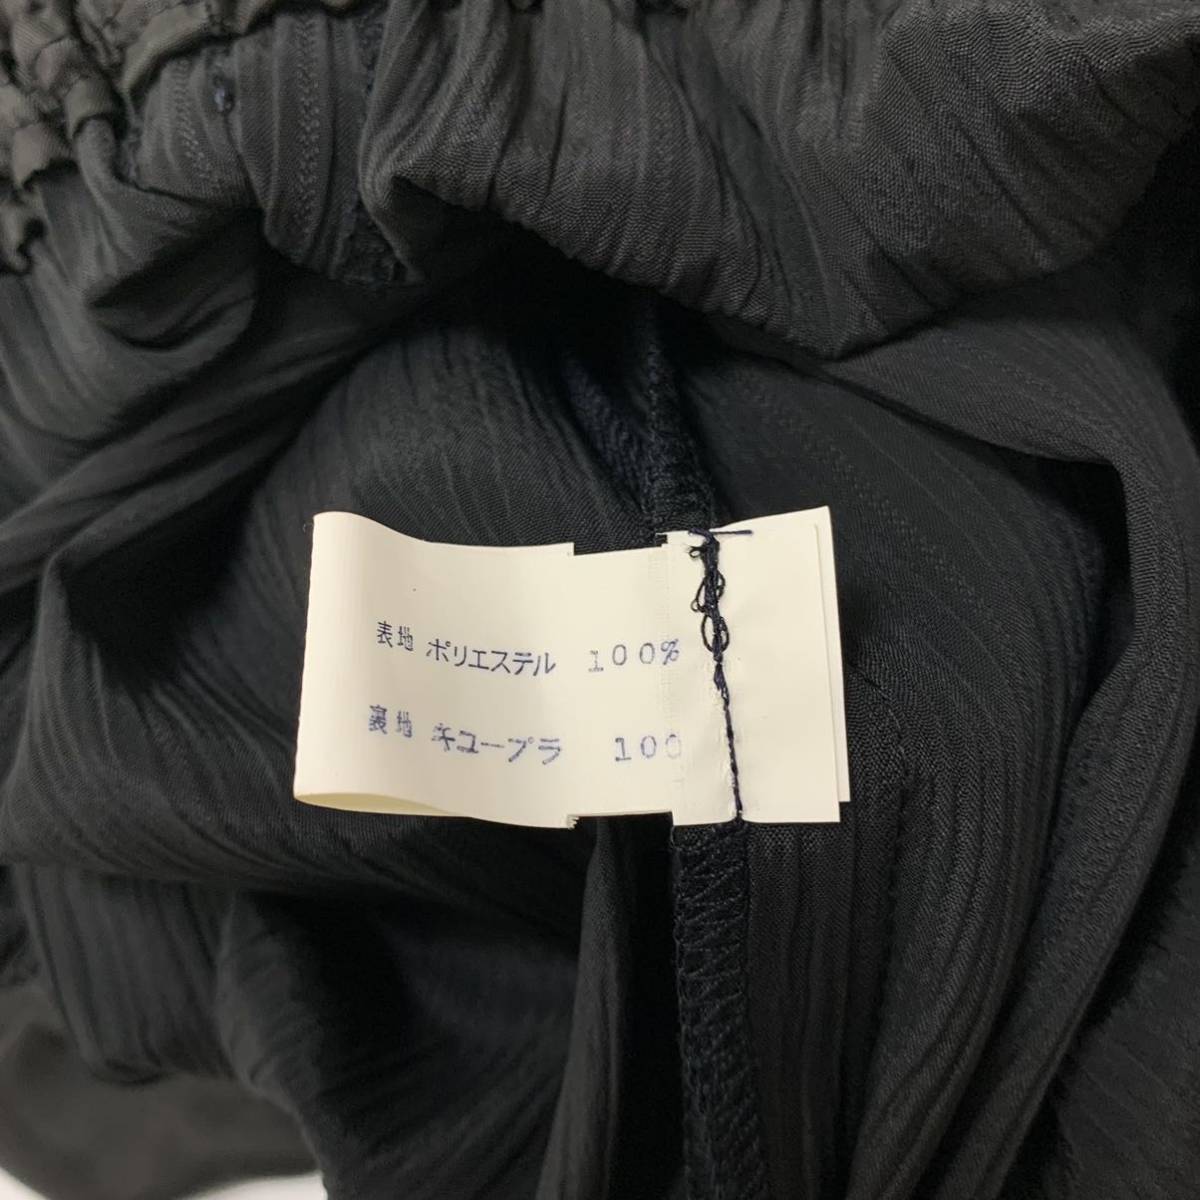 表地 ポリエステル 100%
裏地 キュープラ 100